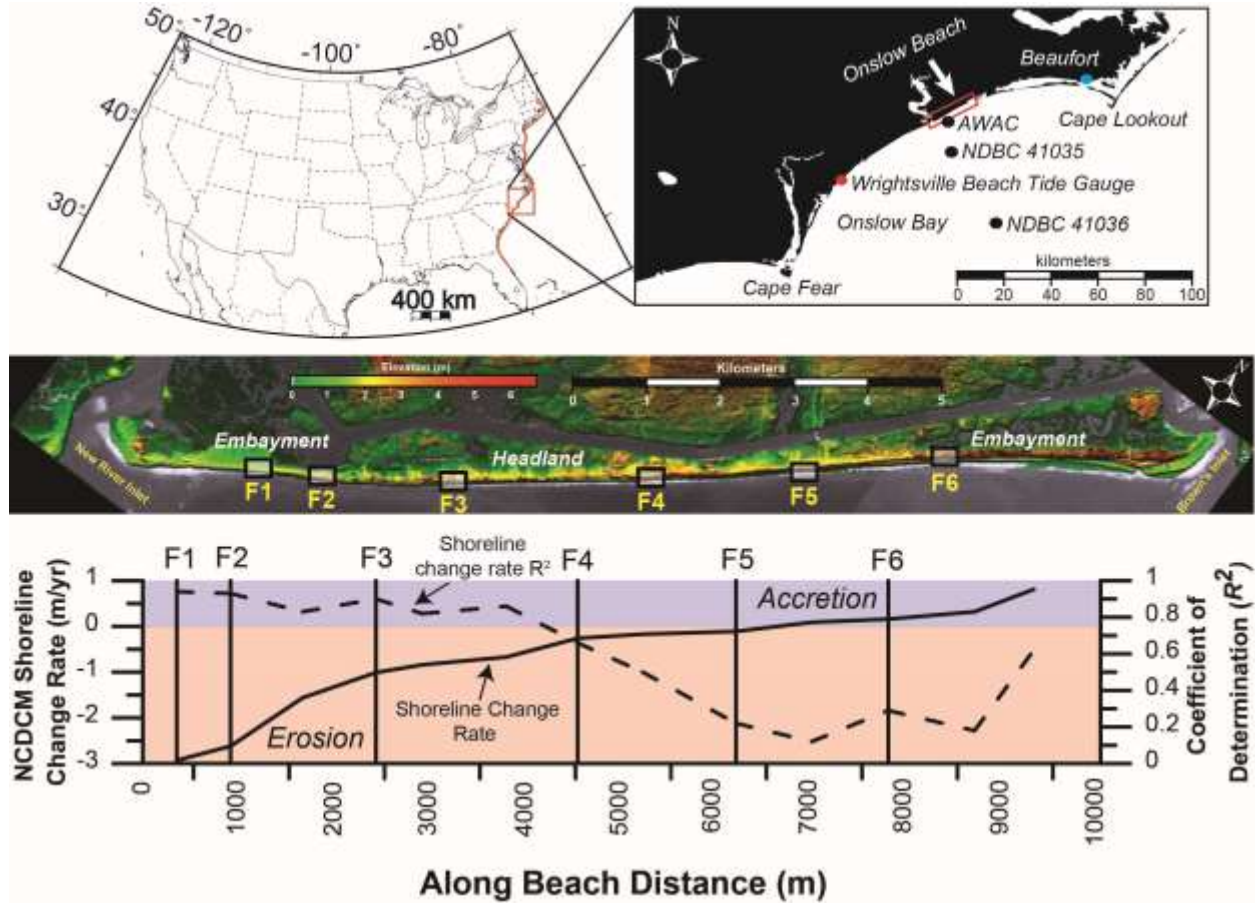 50°
-120°
-100°
-80°
40°
30°
400 km
N
Onslow Beach
Beaufort
Cape Lookout
AWAC
NDBC 41035
Wrightsville Beach Tide Gauge
Onslow Bay
NDBC 41036
Cape Fear
kilometers
0 20 40 60 80 100
Elevation (m)
0 1 2 3 4 5 6
Kilometers
0 1 2 3 4 5
N
Embayment
Headland
Embayment
New River Inlet
Brown's Inlet
F1
F2
F3
F4
F5
F6
F1 F2 F3 F4 F5 F6
Shoreline
change rate R²
Accretion
Erosion
Shoreline Change
Rate
NCDCM Shoreline
Change Rate (m/yr)
1
0
-1
-2
-3
1
0.8
0.6
0.4
0.2
0
Coefficient of
Determination (R²)
0 1000 2000 3000 4000 5000 6000 7000 8000 9000 10000
Along Beach Distance (m)